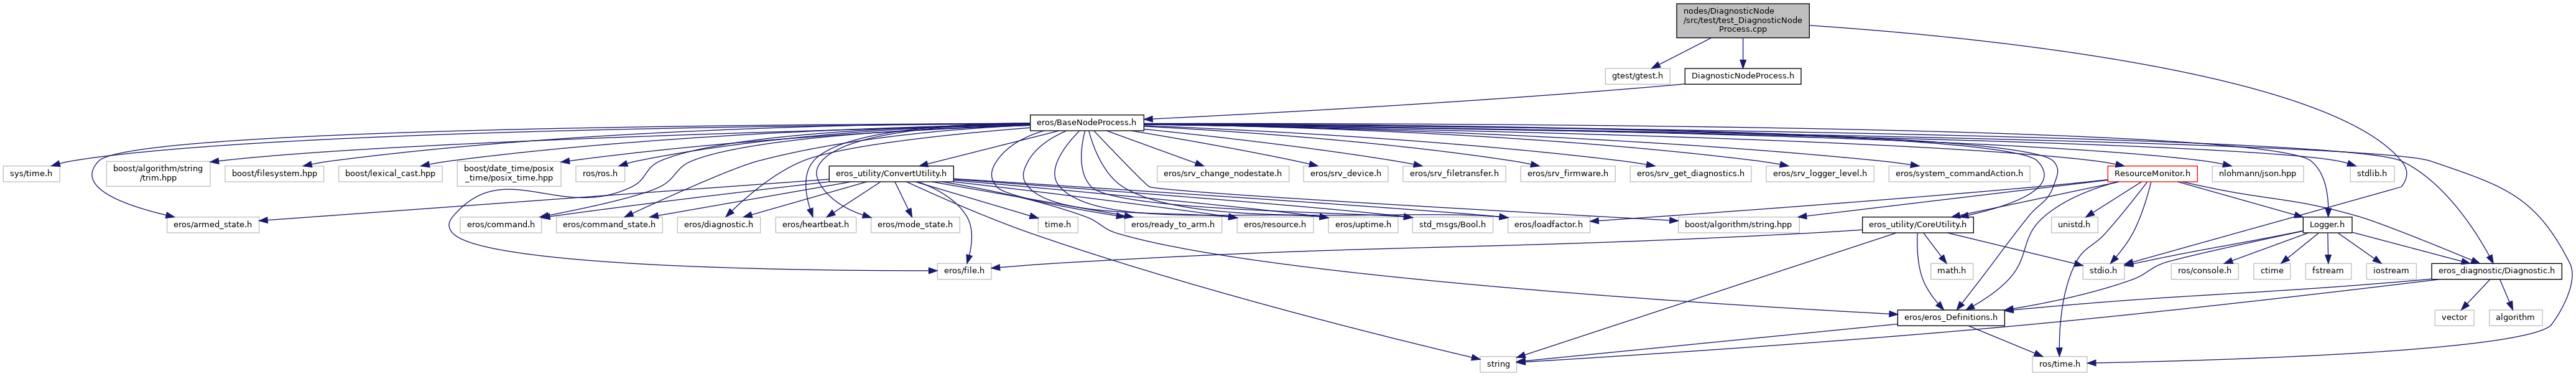 nodes/DiagnosticNode
/src/test/test_DiagnosticNode
Process.cpp
gtest/gtest.h
DiagnosticNodeProcess.h
eros/BaseNodeProcess.h
sys/time.h
boost/algorithm/string
/trim.hpp
boost/filesystem.hpp
boost/lexical_cast.hpp
boost/date_time/posix
_time/posix_time.hpp
ros/ros.h
eros_utility/ConvertUtility.h
eros/srv_change_nodestate.h
eros/srv_device.h
eros/srv_filetransfer.h
eros/srv_firmware.h
eros/srv_get_diagnostics.h
eros/srv_logger_level.h
eros/system_commandAction.h
ResourceMonitor.h
nlohmann/json.hpp
stdlib.h
eros/armed_state.h
eros/command.h
eros/command_state.h
eros/diagnostic.h
eros/heartbeat.h
eros/mode_state.h
time.h
eros/ready_to_arm.h
eros/resource.h
eros/uptime.h
std_msgs/Bool.h
eros/loadfactor.h
boost/algorithm/string.hpp
eros_utility/CoreUtility.h
unistd.h
Logger.h
eros/file.h
math.h
stdio.h
ros/console.h
ctime
fstream
iostream
eros_diagnostic/Diagnostic.h
eros/eros_Definitions.h
vector
algorithm
string
ros/time.h